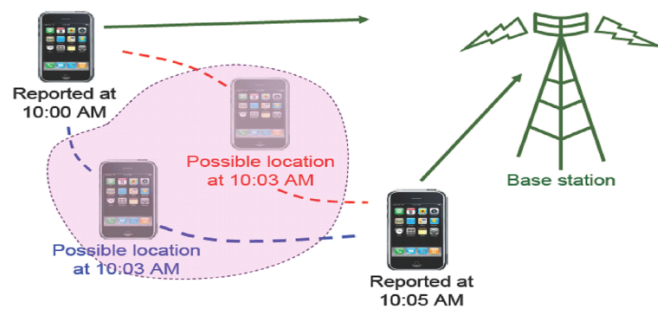 Reported at
10:00 AM
Possible location
at 10:03 AM
Base station
Possible location
at 10:03 AM
Reported at
10:05 AM